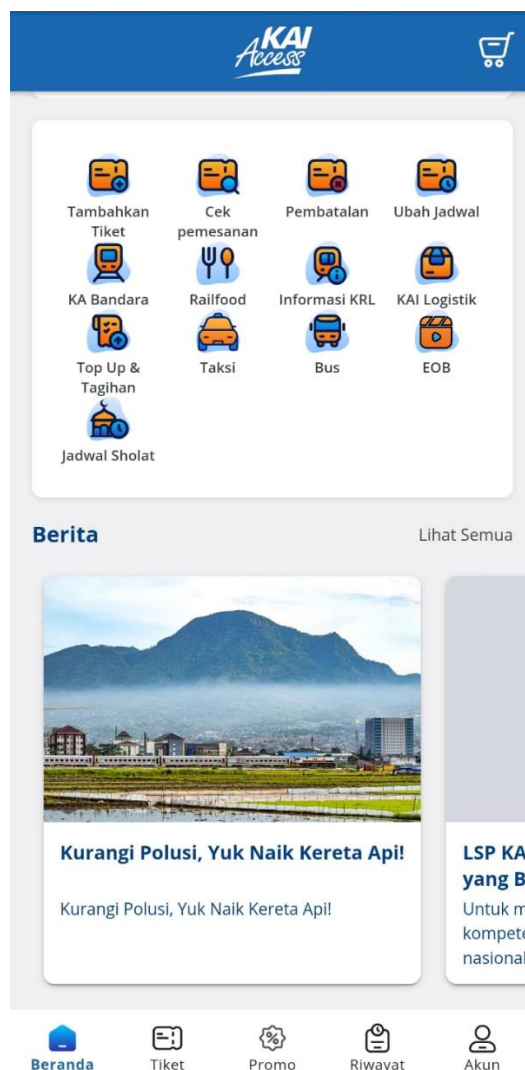 KAI
Access
Tambahkan Tiket
Cek pemesanan
Pembatalan
Ubah Jadwal
KA Bandara
Railfood
Informasi KRL
KAI Logistik
Top Up & Tagihan
Taksi
Bus
EOB
Jadwal Sholat
Berita
Lihat Semua
Kurangi Polusi, Yuk Naik Kereta Api!
Kurangi Polusi, Yuk Naik Kereta Api!
LSP KA
yang B
Untuk m
kompete
nasional
Beranda
Tiket
Promo
Riwayat
Akun